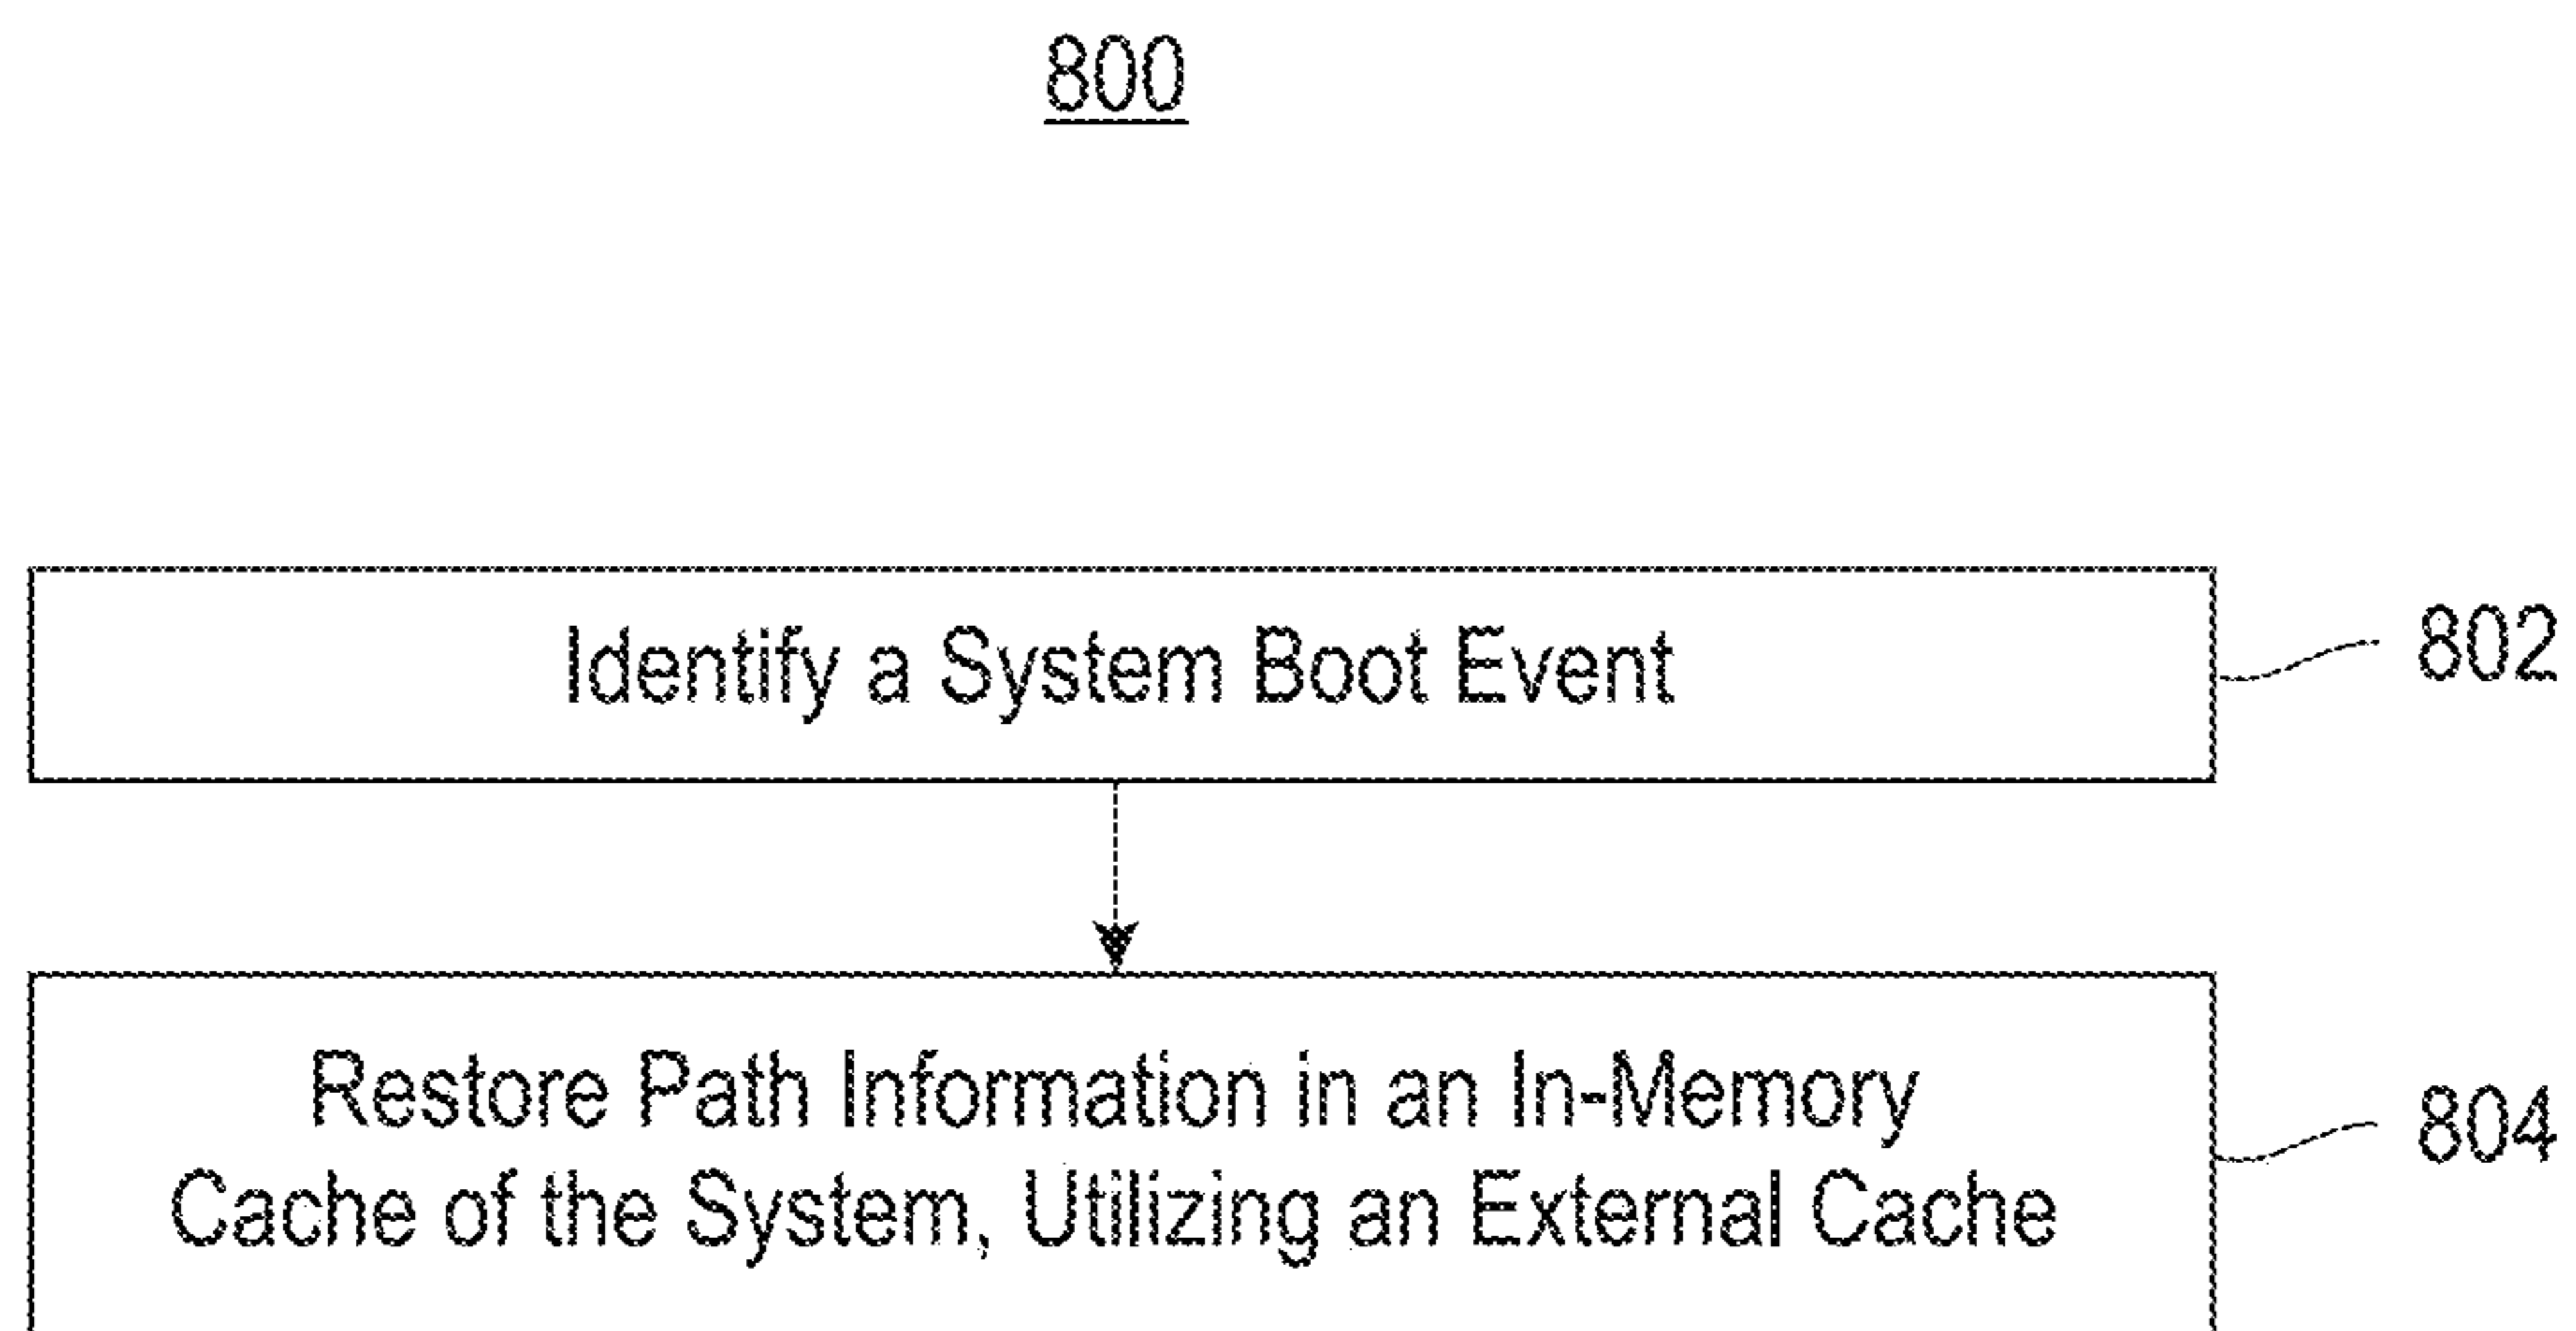 800
Identify a System Boot Event
802
Restore Path Information in an In-Memory
Cache of the System, Utilizing an External Cache
804